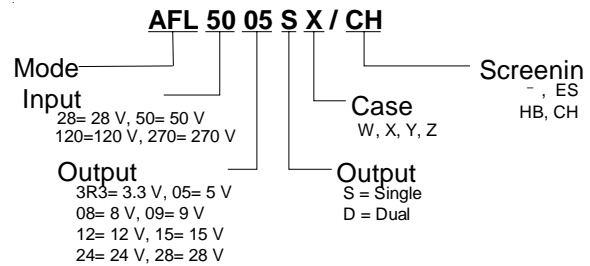 AFL 50 05 S X / CH
Mode
Input
28= 28 V, 50= 50 V
120=120 V, 270= 270 V
Output
3R3= 3.3 V, 05= 5 V
08= 8 V, 09= 9 V
12= 12 V, 15= 15 V
24= 24 V, 28= 28 V
Output
S = Single
D = Dual
Case
W, X, Y, Z
Screenin
– , ES
HB, CH